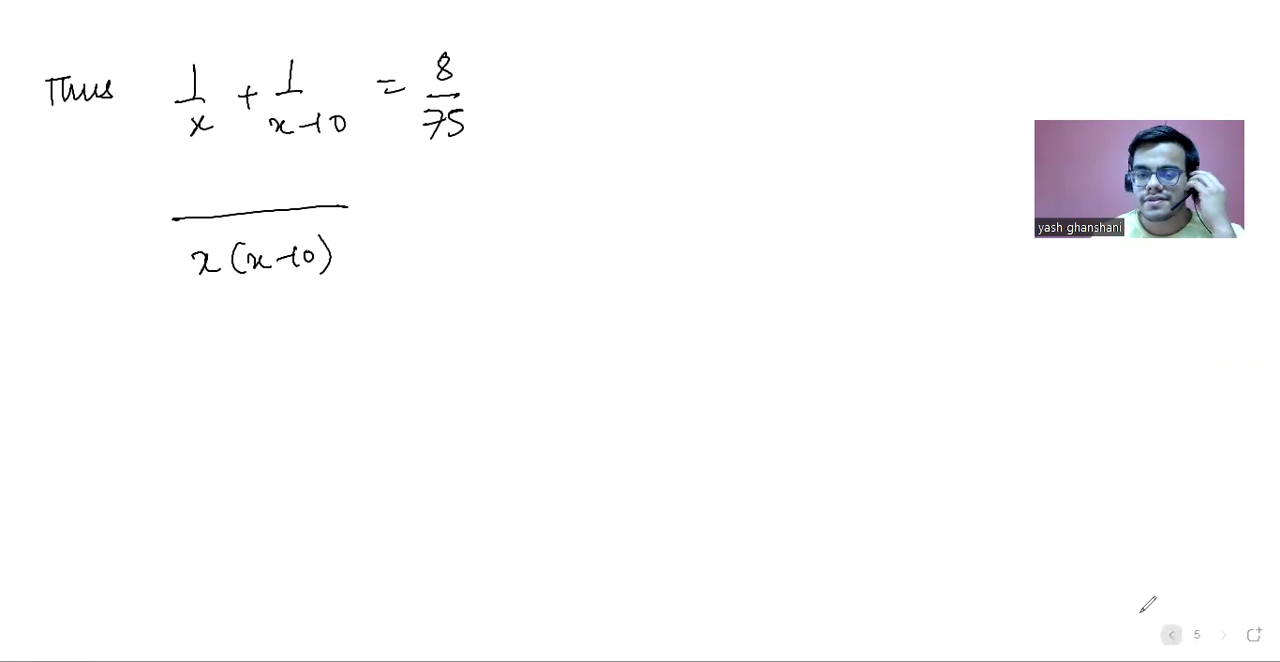 Thus 1/x + 1/(x-10) = 8/75
x(x-10)
yash ghanshani
5